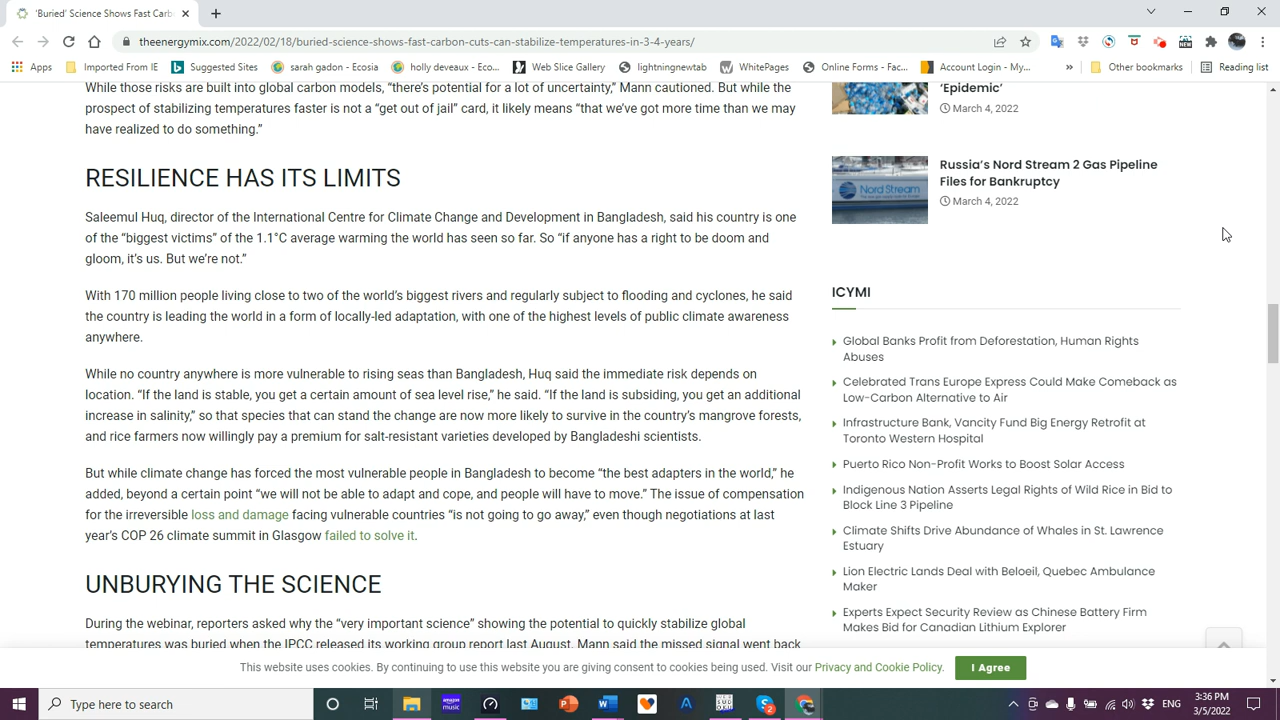 'Buried' Science Shows Fast Carb
theenergymix.com/2022/02/18/buried-science-shows-fast-carbon-cuts-can-stabilize-temperatures-in-3-4-years/
Apps Imported From IE Suggested Sites sarah gadon - Ecosia holly deveaux - Eco... Web Slice Gallery lightningnewtab WhitePages Online Forms - Fac... Account Login - My... » Other bookmarks Reading list
While those risks are built into global carbon models, “there’s potential for a lot of uncertainty,” Mann cautioned. But while the
prospect of stabilizing temperatures faster is not a “get out of jail” card, it likely means “that we’ve got more time than we may
have realized to do something.”
RESILIENCE HAS ITS LIMITS
Saleemul Huq, director of the International Centre for Climate Change and Development in Bangladesh, said his country is one
of the “biggest victims” of the 1.1°C average warming the world has seen so far. So “if anyone has a right to be doom and
gloom, it’s us. But we’re not.”
With 170 million people living close to two of the world’s biggest rivers and regularly subject to flooding and cyclones, he said
the country is leading the world in a form of locally-led adaptation, with one of the highest levels of public climate awareness
anywhere.
While no country anywhere is more vulnerable to rising seas than Bangladesh, Huq said the immediate risk depends on
location. “If the land is stable, you get a certain amount of sea level rise,” he said. “If the land is subsiding, you get an additional
increase in salinity,” so that species that can stand the change are now more likely to survive in the country’s mangrove forests,
and rice farmers now willingly pay a premium for salt-resistant varieties developed by Bangladeshi scientists.
But while climate change has forced the most vulnerable people in Bangladesh to become “the best adapters in the world,” he
added, beyond a certain point “we will not be able to adapt and cope, and people will have to move.” The issue of compensation
for the irreversible loss and damage facing vulnerable countries “is not going to go away,” even though negotiations at last
year’s COP 26 climate summit in Glasgow failed to solve it.
UNBURYING THE SCIENCE
During the webinar, reporters asked why the “very important science” showing the potential to quickly stabilize global
temperatures was buried when the IPCC released its working group report last August. Mann said the missed signal went back
‘Epidemic’
March 4, 2022
Nord Stream
Russia’s Nord Stream 2 Gas Pipeline
Files for Bankruptcy
March 4, 2022
ICYMI
Global Banks Profit from Deforestation, Human Rights
Abuses
Celebrated Trans Europe Express Could Make Comeback as
Low-Carbon Alternative to Air
Infrastructure Bank, Vancity Fund Big Energy Retrofit at
Toronto Western Hospital
Puerto Rico Non-Profit Works to Boost Solar Access
Indigenous Nation Asserts Legal Rights of Wild Rice in Bid to
Block Line 3 Pipeline
Climate Shifts Drive Abundance of Whales in St. Lawrence
Estuary
Lion Electric Lands Deal with Beloeil, Quebec Ambulance
Maker
Experts Expect Security Review as Chinese Battery Firm
Makes Bid for Canadian Lithium Explorer
This website uses cookies. By continuing to use this website you are giving consent to cookies being used. Visit our Privacy and Cookie Policy. I Agree
Type here to search
ENG
3:36 PM
3/5/2022